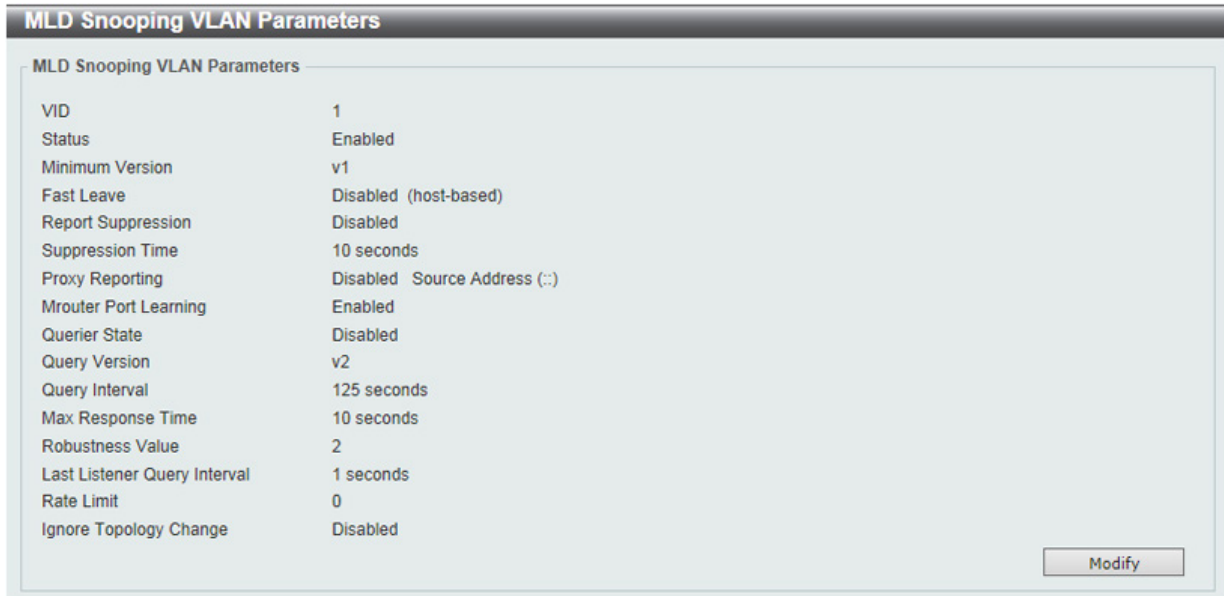 MLD Snooping VLAN Parameters
MLD Snooping VLAN Parameters
VID 1
Status Enabled
Minimum Version v1
Fast Leave Disabled (host-based)
Report Suppression Disabled
Suppression Time 10 seconds
Proxy Reporting Disabled Source Address (::)
Mrouter Port Learning Enabled
Querier State Disabled
Query Version v2
Query Interval 125 seconds
Max Response Time 10 seconds
Robustness Value 2
Last Listener Query Interval 1 seconds
Rate Limit 0
Ignore Topology Change Disabled
Modify